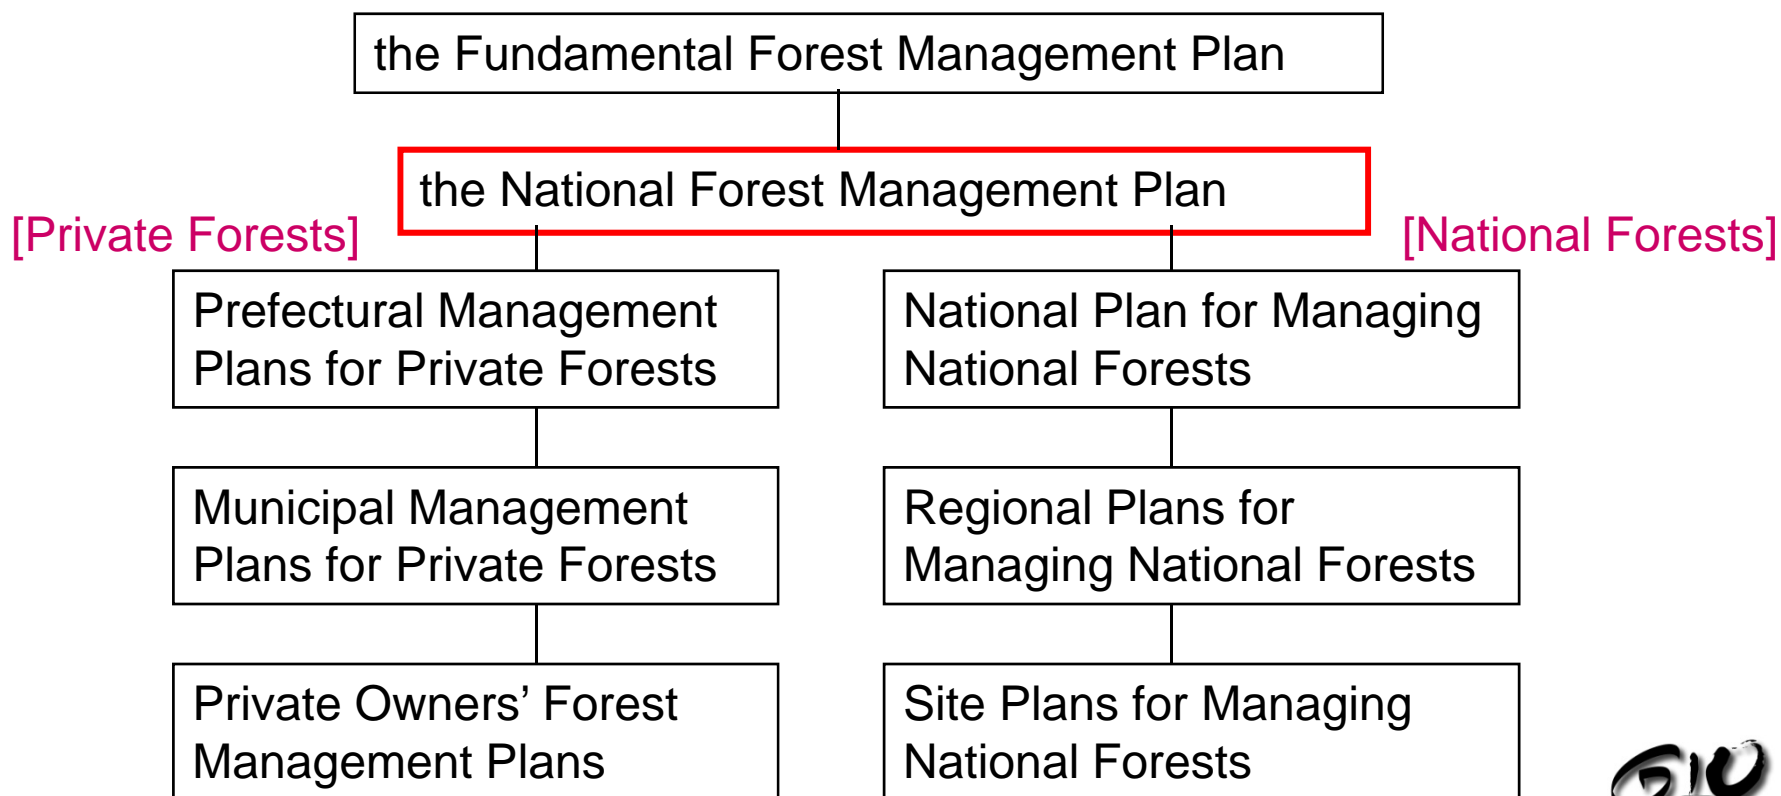 the Fundamental Forest Management Plan
the National Forest Management Plan
[Private Forests]
[National Forests]
Prefectural Management
Plans for Private Forests
National Plan for Managing
National Forests
Municipal Management
Plans for Private Forests
Regional Plans for
Managing National Forests
Private Owners’ Forest
Management Plans
Site Plans for Managing
National Forests
GIO